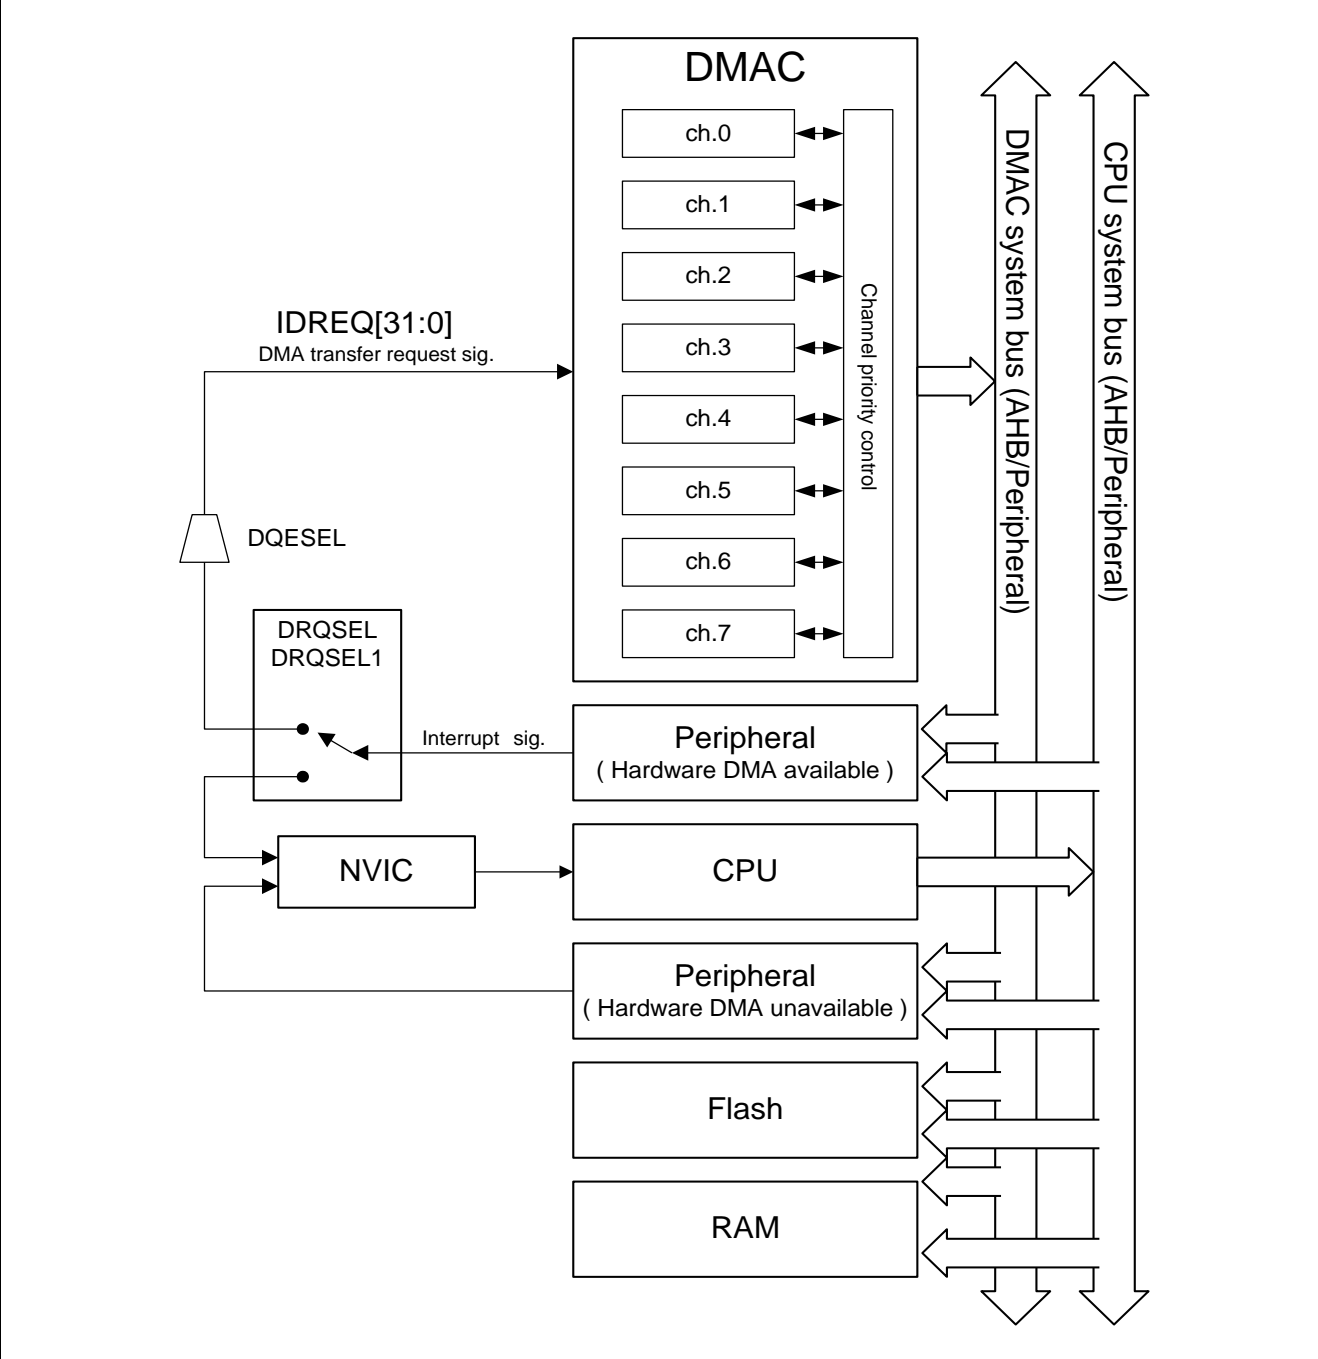 DMAC
ch.0
ch.1
ch.2
ch.3
ch.4
ch.5
ch.6
ch.7
Channel priority control
DMAC system bus (AHB/Peripheral)
CPU system bus (AHB/Peripheral)
IDREQ[31:0]
DMA transfer request sig.
DQESEL
DRQSEL
DRQSEL1
Interrupt sig.
Peripheral
( Hardware DMA available )
NVIC
CPU
Peripheral
( Hardware DMA unavailable )
Flash
RAM